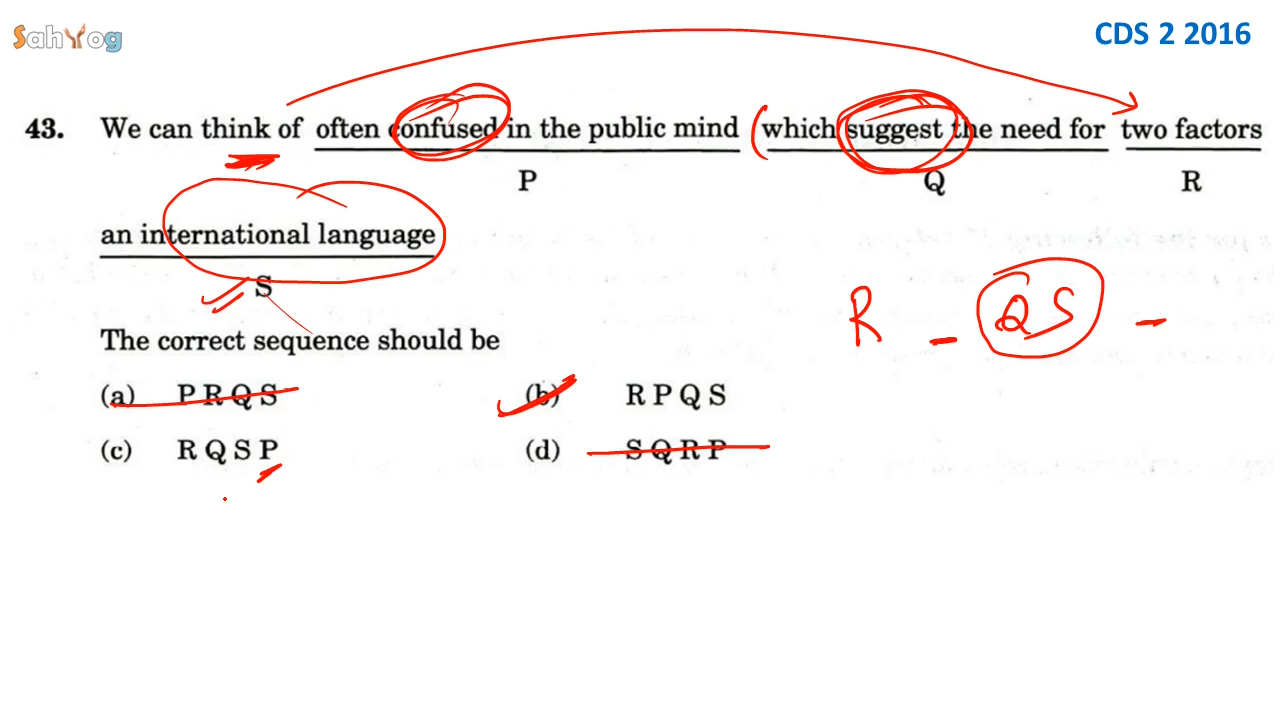 SahYog
CDS 2 2016
43. We can think of often confused in the public mind which suggest the need for two factors
P Q R
an international language
S
The correct sequence should be
R _ QS _
(a) P R Q S (b) R P Q S
(c) R Q S P (d) S Q R P